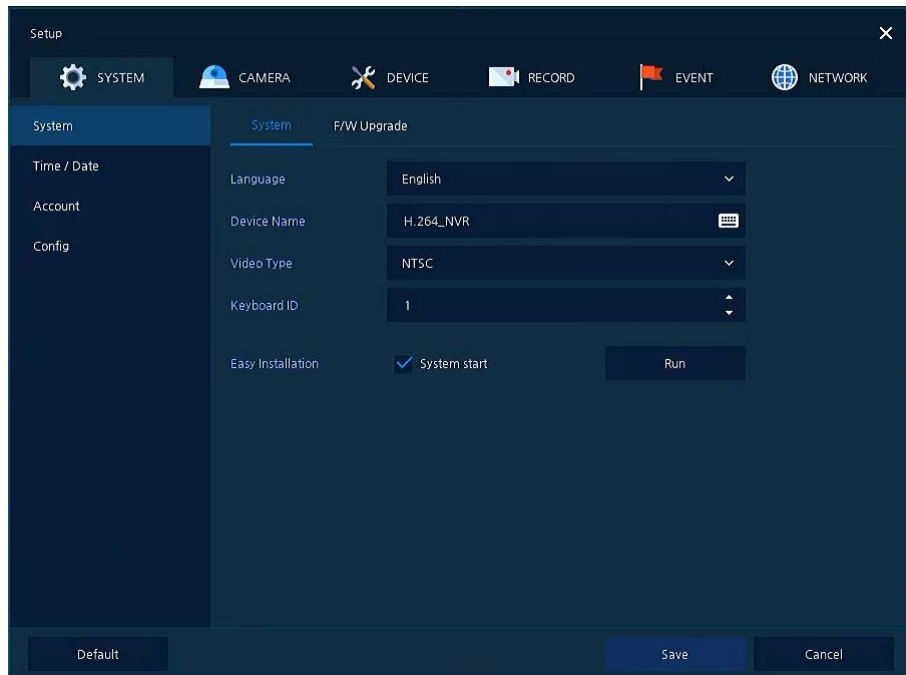 Setup
SYSTEM CAMERA DEVICE RECORD EVENT NETWORK
System
Time / Date
Account
Config
System F/W Upgrade
Language English
Device Name H.264_NVR
Video Type NTSC
Keyboard ID 1
Easy Installation System start Run
Default Save Cancel